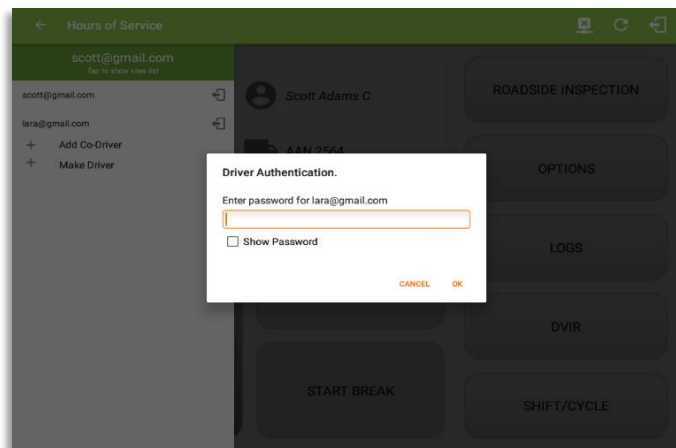 Hours of Service
scott@gmail.com
Tap to show view list
scott@gmail.com
lara@gmail.com
Add Co-Driver
Make Driver
Scott Adams C
AAN 2564
ROADSIDE INSPECTION
OPTIONS
LOGS
DVIR
SHIFT/CYCLE
START BREAK
Driver Authentication.
Enter password for lara@gmail.com
Show Password
CANCEL OK